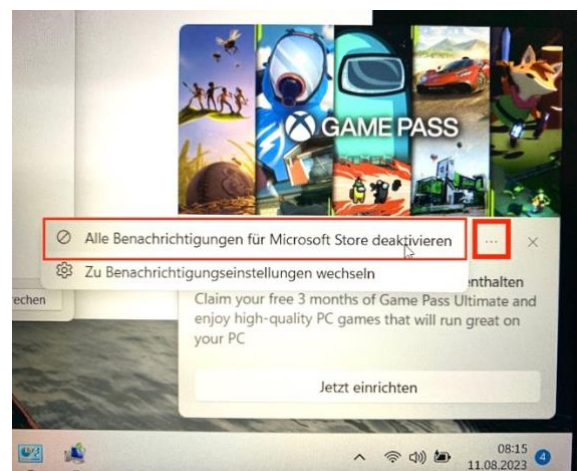 GAME PASS
Alle Benachrichtigungen für Microsoft Store deaktivieren
Zu Benachrichtigungseinstellungen wechseln
enthalten
Claim your free 3 months of Game Pass Ultimate and
enjoy high-quality PC games that will run great on
your PC
Jetzt einrichten
echen
08:15
11.08.2023
4